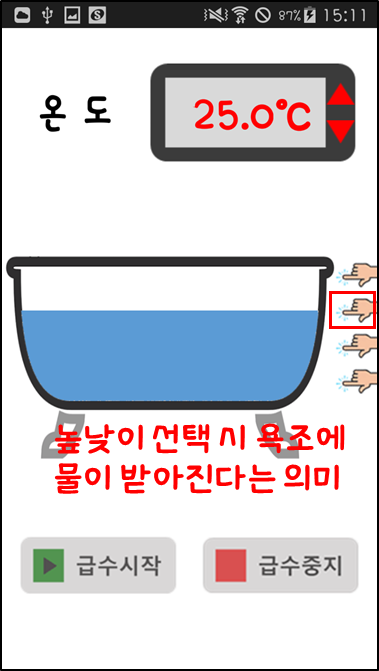 87% 15:11
온 도
25.0°C
높낮이 선택 시 욕조에
물이 받아진다는 의미
급수시작
급수중지